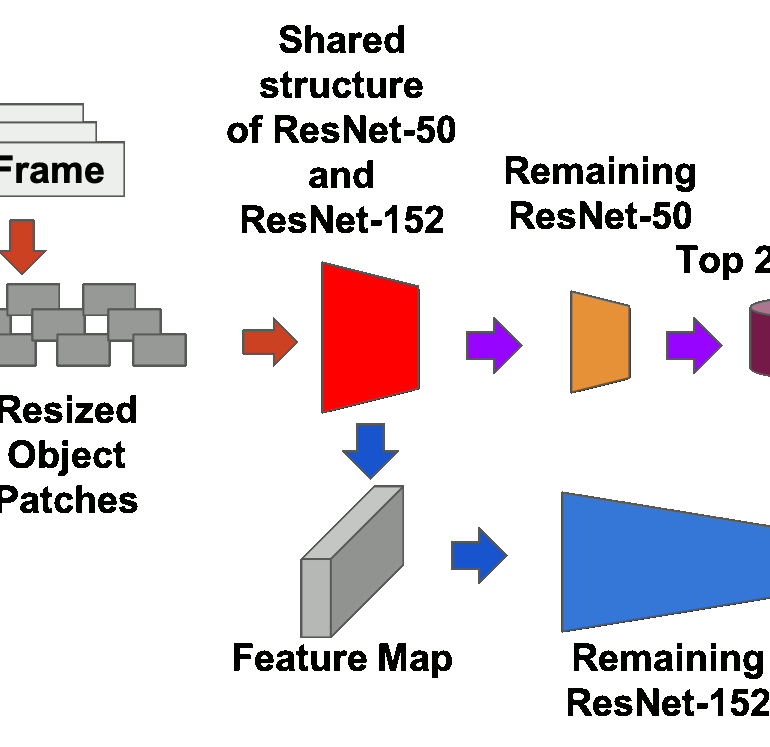 Shared
structure
of ResNet-50
and
ResNet-152
Frame
Remaining
ResNet-50
Top 2
Resized
Object
Patches
Feature Map
Remaining
ResNet-152